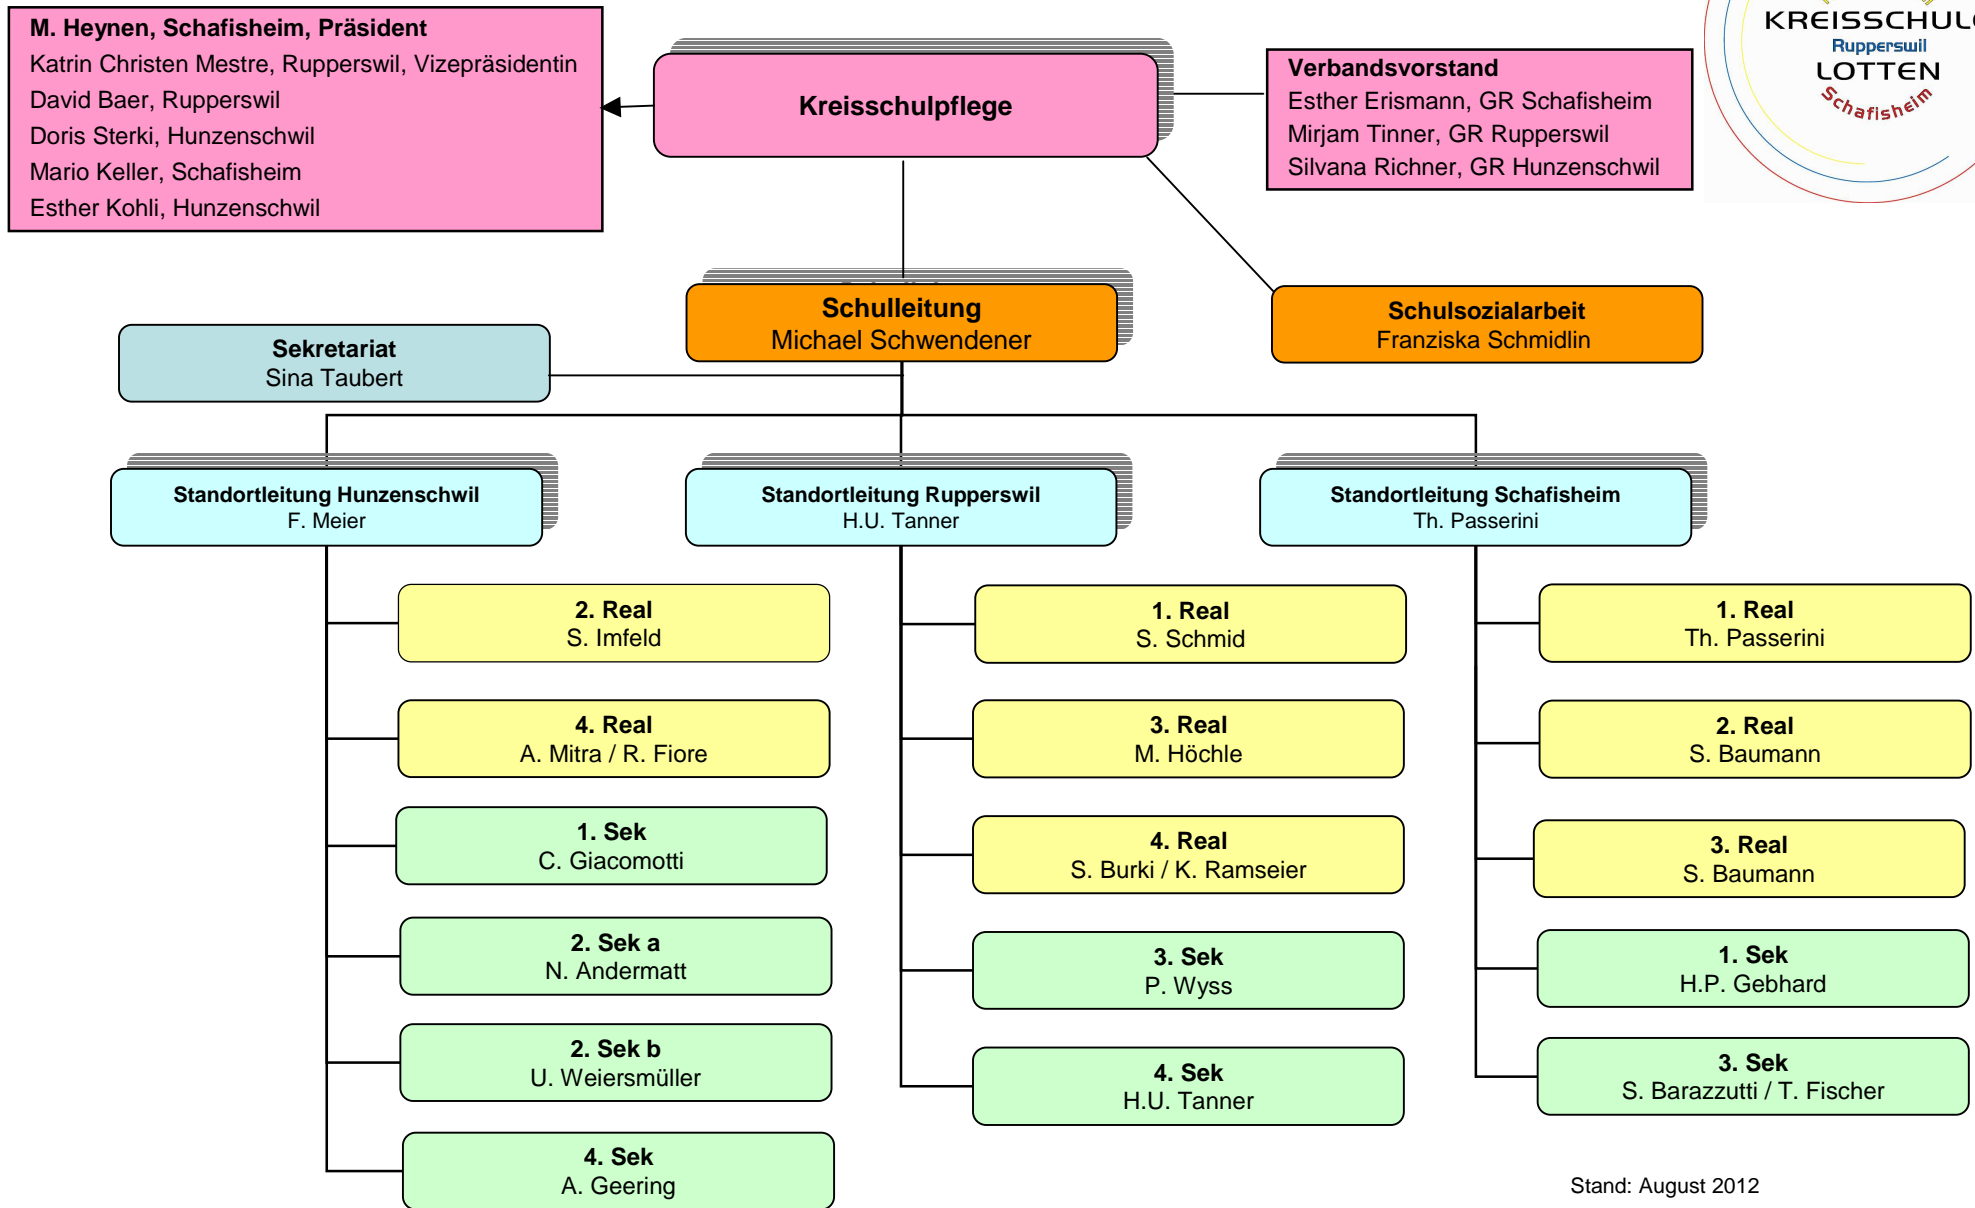 M. Heynen, Schafisheim, Präsident
Katrin Christen Mestre, Rupperswil, Vizepräsidentin
David Baer, Rupperswil
Doris Sterki, Hunzenschwil
Mario Keller, Schafisheim
Esther Kohli, Hunzenschwil
Kreisschulpflege
Verbandsvorstand
Esther Erismann, GR Schafisheim
Mirjam Tinner, GR Rupperswil
Silvana Richner, GR Hunzenschwil
KREISSCHULE
Rupperswil
LOTTEN
Schafisheim
Schulleitung
Michael Schwendener
Schulsozialarbeit
Franziska Schmidlin
Sekretariat
Sina Taubert
Standortleitung Hunzenschwil
F. Meier
Standortleitung Rupperswil
H.U. Tanner
Standortleitung Schafisheim
Th. Passerini
2. Real
S. Imfeld
4. Real
A. Mitra / R. Fiore
1. Sek
C. Giacomotti
2. Sek a
N. Andermatt
2. Sek b
U. Weiersmüller
4. Sek
A. Geering
1. Real
S. Schmid
3. Real
M. Höchle
4. Real
S. Burki / K. Ramseier
3. Sek
P. Wyss
4. Sek
H.U. Tanner
1. Real
Th. Passerini
2. Real
S. Baumann
3. Real
S. Baumann
1. Sek
H.P. Gebhard
3. Sek
S. Barazzutti / T. Fischer
Stand: August 2012